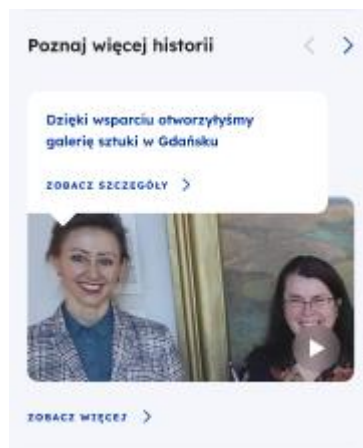 Poznaj więcej historii
Dzięki wsparciu otworzyłyśmy
galerię sztuki w Gdańsku
ZOBACZ SZCZEGÓŁY
ZOBACZ WIĘCEJ